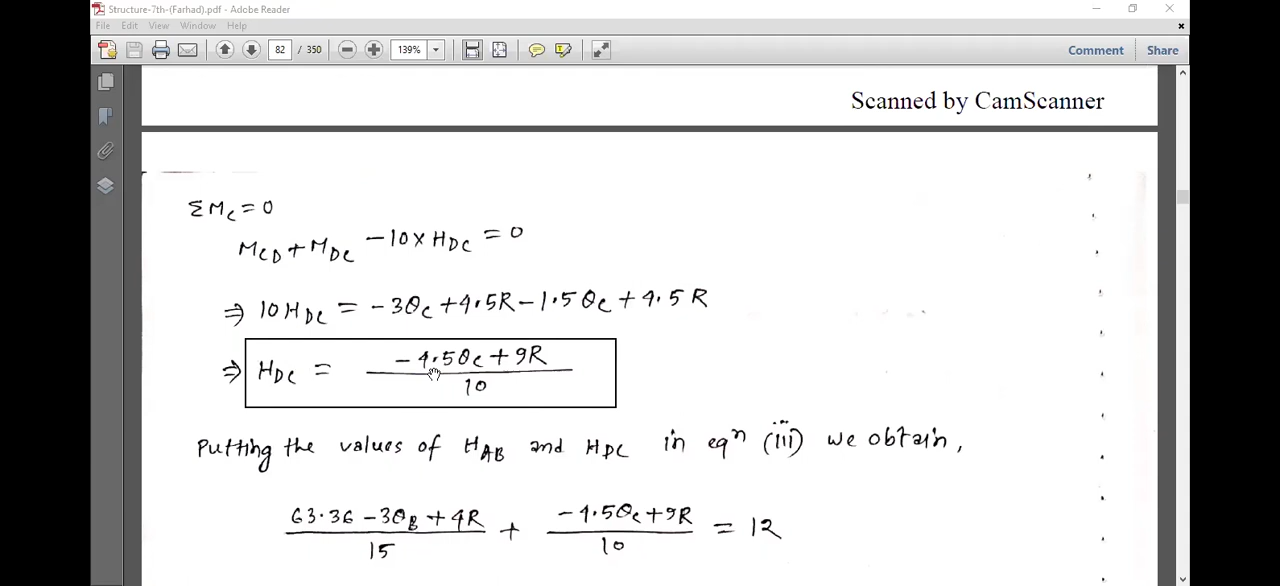 Structure-7th-(Farhad).pdf - Adobe Reader
File Edit View Window Help
82 / 350 139% Comment Share
Scanned by CamScanner
ΣM_C = 0
M_CD + M_DC - 10 × H_DC = 0
⇒ 10 H_DC = - 3θ_C + 4.5R - 1.5θ_C + 4.5R
⇒ H_DC = (- 4.5θ_C + 9R) / 10
Putting the values of H_AB and H_DC in eqn (iii) we obtain,
(63.36 - 3θ_B + 4R) / 15 + (- 4.5θ_C + 9R) / 10 = 12